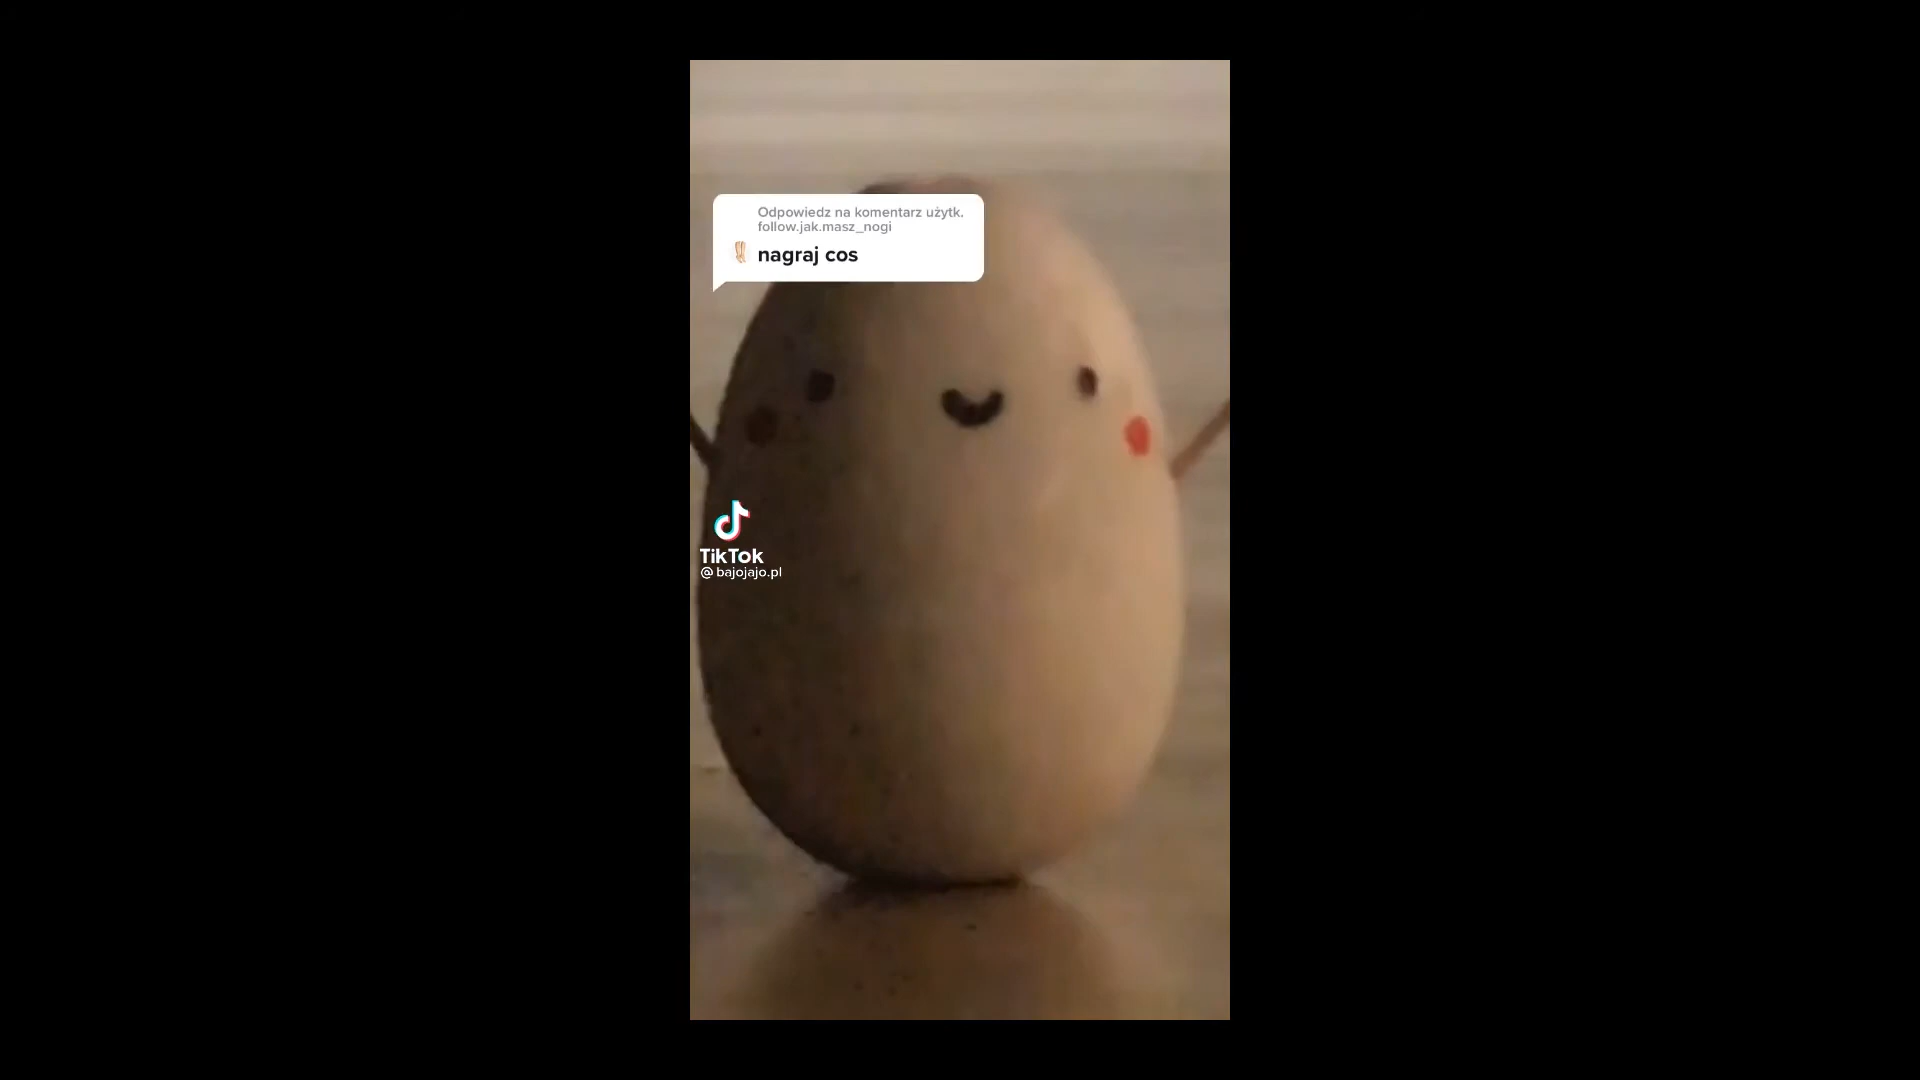 Odpowiedz na komentarz użytk.
follow.jak.masz_nogi
nagraj cos
TikTok
@ bajojajo.pl